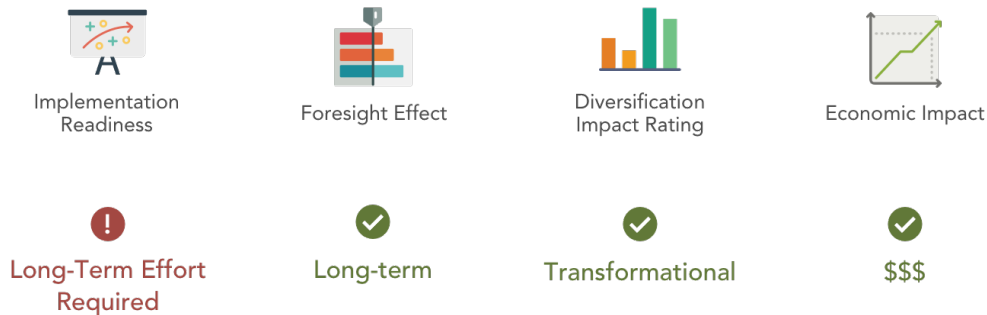 Implementation
Readiness
Foresight Effect
Diversification
Impact Rating
Economic Impact
Long-Term Effort
Required
Long-term
Transformational
$$$